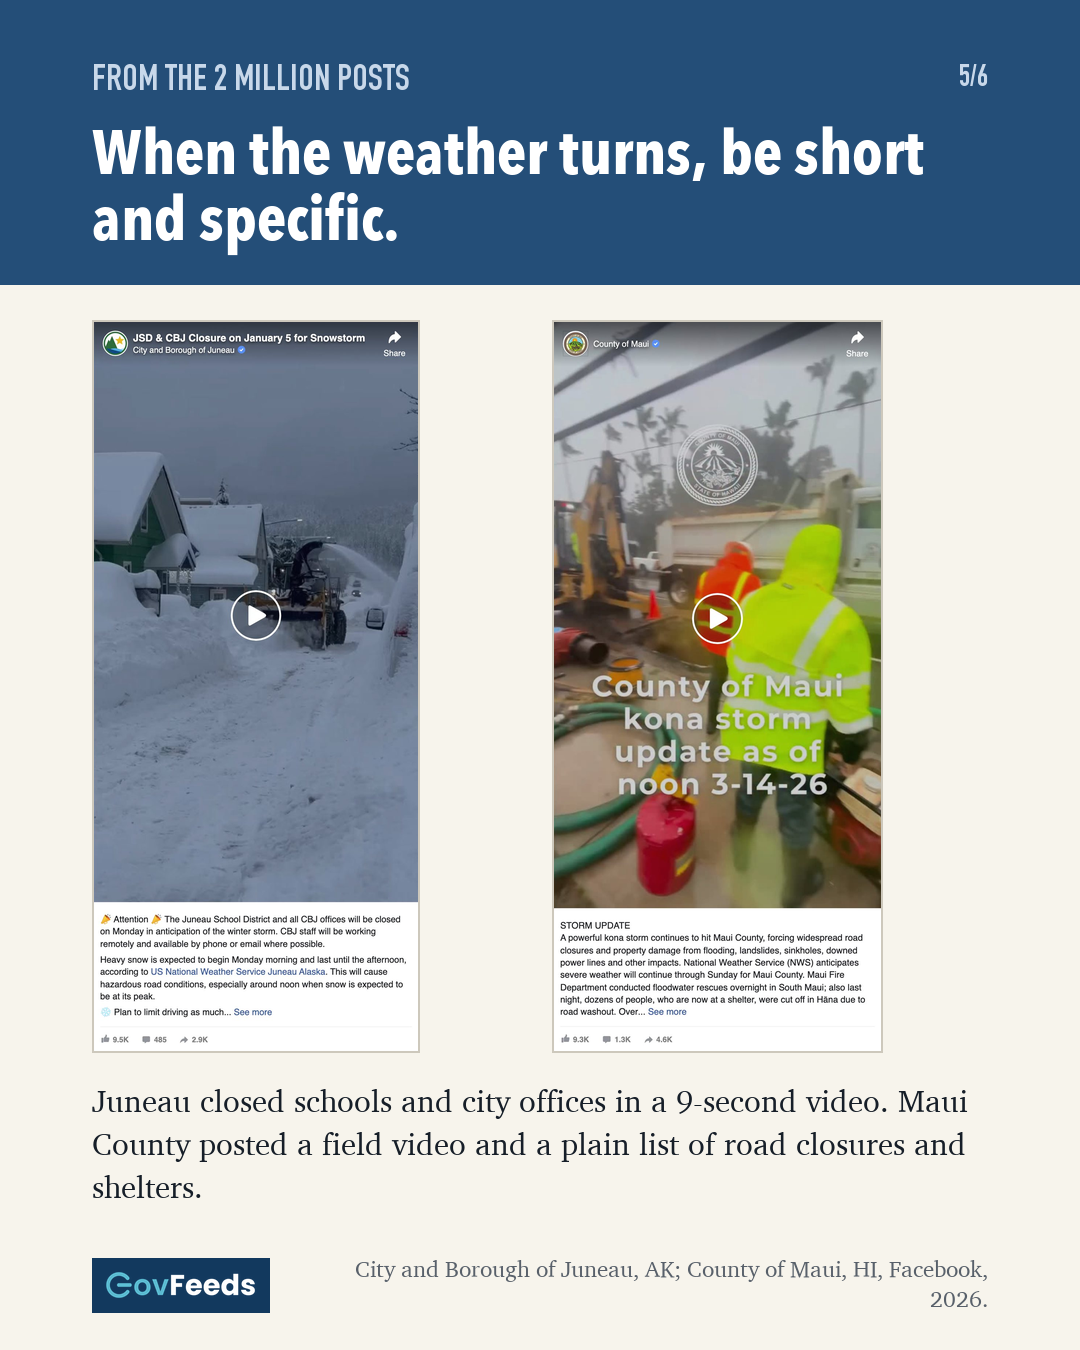 FROM THE 2 MILLION POSTS
5/6
When the weather turns, be short
and specific.
JSD & CBJ Closure on January 5 for Snowstorm
City and Borough of Juneau
Share
🎉 Attention 🎉 The Juneau School District and all CBJ offices will be closed
on Monday in anticipation of the winter storm. CBJ staff will be working
remotely and available by phone or email where possible.
Heavy snow is expected to begin Monday morning and last until the afternoon,
according to US National Weather Service Juneau Alaska. This will cause
hazardous road conditions, especially around noon when snow is expected to
be at its peak.
❄️ Plan to limit driving as much... See more
9.5K 485 2.9K
County of Maui
Share
COUNTY OF MAUI
STATE OF HAWAII
County of Maui
kona storm
update as of
noon 3-14-26
STORM UPDATE
A powerful kona storm continues to hit Maui County, forcing widespread road
closures and property damage from flooding, landslides, sinkholes, downed
power lines and other impacts. National Weather Service (NWS) anticipates
severe weather will continue through Sunday for Maui County. Maui Fire
Department conducted floodwater rescues overnight in South Maui; also last
night, dozens of people, who are now at a shelter, were cut off in Hāna due to
road washout. Over... See more
9.3K 1.3K 4.6K
Juneau closed schools and city offices in a 9-second video. Maui
County posted a field video and a plain list of road closures and
shelters.
GovFeeds
City and Borough of Juneau, AK; County of Maui, HI, Facebook,
2026.